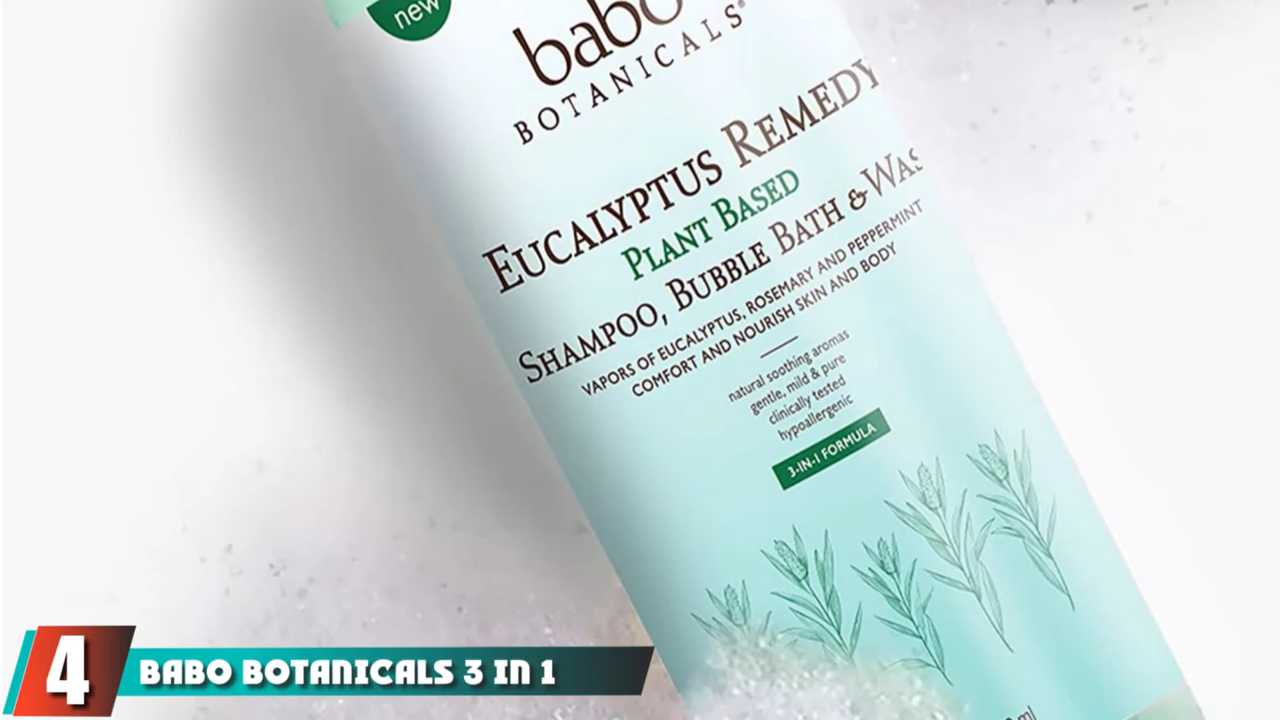 new
babo
BOTANICALS®
EUCALYPTUS REMEDY
PLANT BASED
SHAMPOO, BUBBLE BATH & WAS
VAPORS OF EUCALYPTUS, ROSEMARY AND PEPPERMINT
COMFORT AND NOURISH SKIN AND BODY
natural soothing aromas
gentle, mild & pure
clinically tested
hypoallergenic
3-IN-1 FORMULA
ml
4
BABO BOTANICALS 3 IN 1